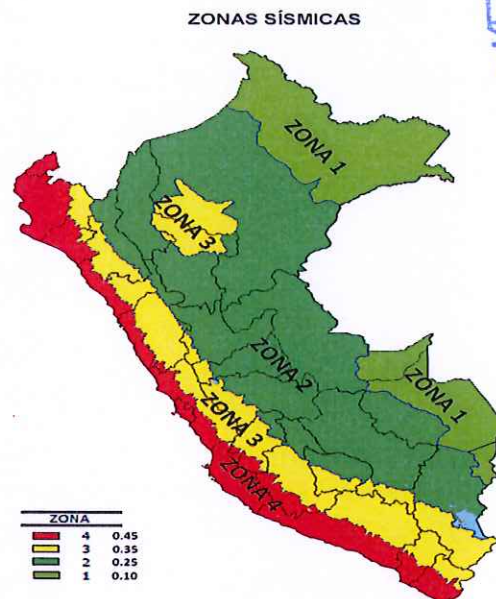 ZONAS SÍSMICAS
ZONA 1
ZONA 3
ZONA 2
ZONA 1
ZONA 3
ZONA 4
ZONA
4 0.45
3 0.35
2 0.25
1 0.10